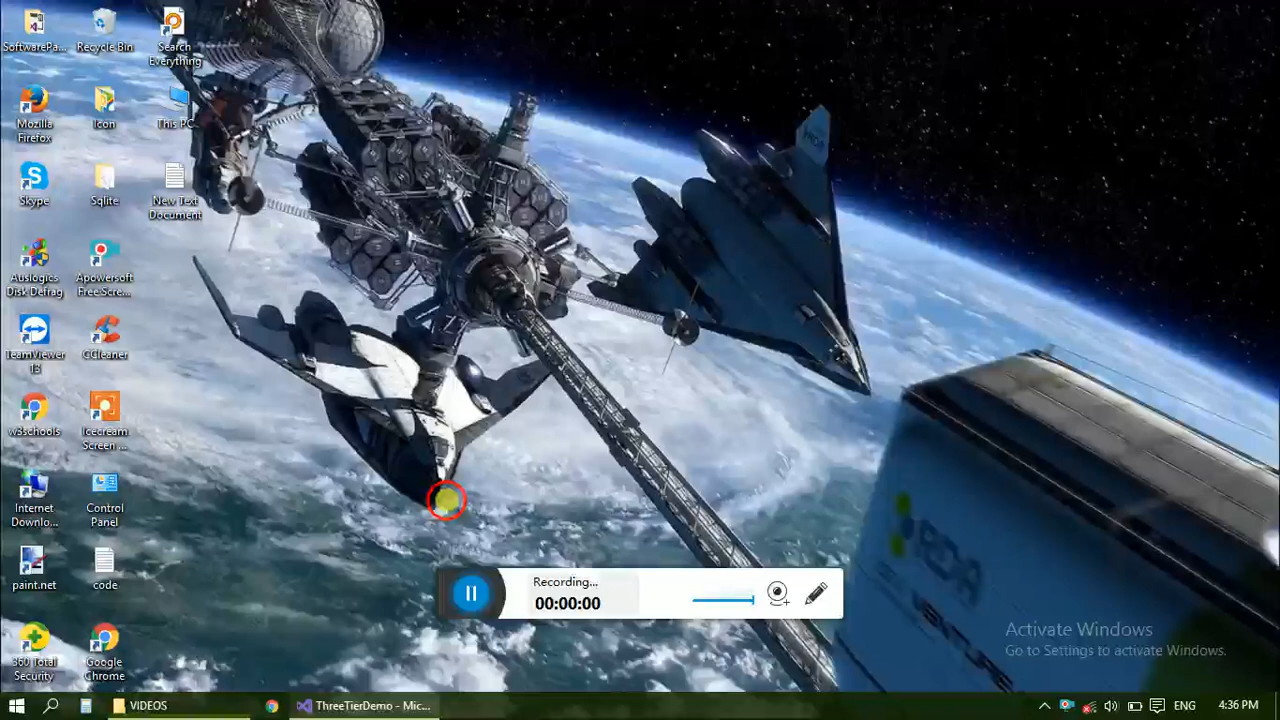 SoftwarePa...
Recycle Bin
Search
Everything
Mozilla
Firefox
Icon
This PC
Skype
Sqlite
New Text
Document
Auslogics
Disk Defrag
Apowersoft
Free Scre...
TeamViewer
13
CCleaner
w3schools
Icecream
Screen ...
Internet
Downlo...
Control
Panel
paint.net
code
360 Total
Security
Google
Chrome
Recording...
00:00:00
RDA
VENTURE
Activate Windows
Go to Settings to activate Windows.
VIDEOS
ThreeTierDemo - Mic...
ENG
4:36 PM